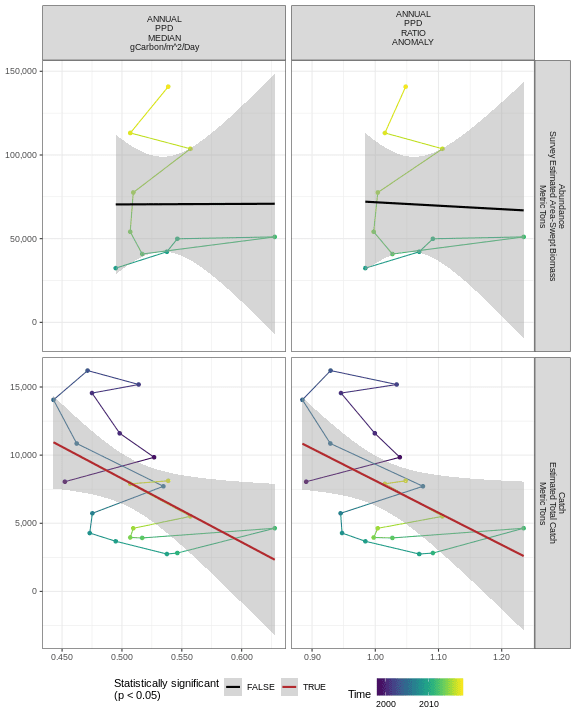 ANNUAL
PPD
MEDIAN
gCarbon/m^2/Day
ANNUAL
PPD
RATIO
ANOMALY
150,000
100,000
50,000
0
Abundance
Survey Estimated Area-Swept Biomass
Metric Tons
15,000
10,000
5,000
0
Catch
Estimated Total Catch
Metric Tons
0.450 0.500 0.550 0.600
0.90 1.00 1.10 1.20
Statistically significant
(p < 0.05)
FALSE TRUE
Time
2000 2010